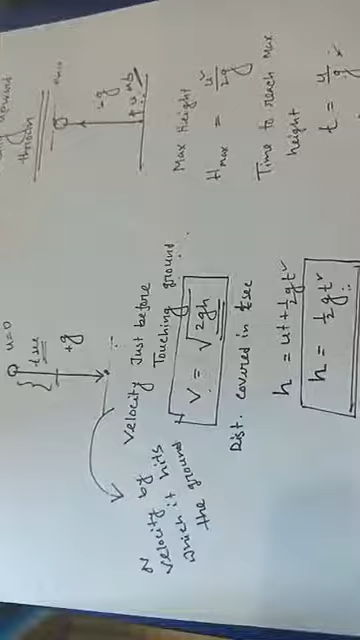 u=0
t sec
+g
Velocity Just before
Touching ground
V = √2gh
N
velocity by
which it hits
the ground
Dist. covered in t sec
h = ut + ½gt²
h = ½gt²
thrown
-g
Max Height
Hmax = u²/2g
Time to reach Max
height
t = u/g